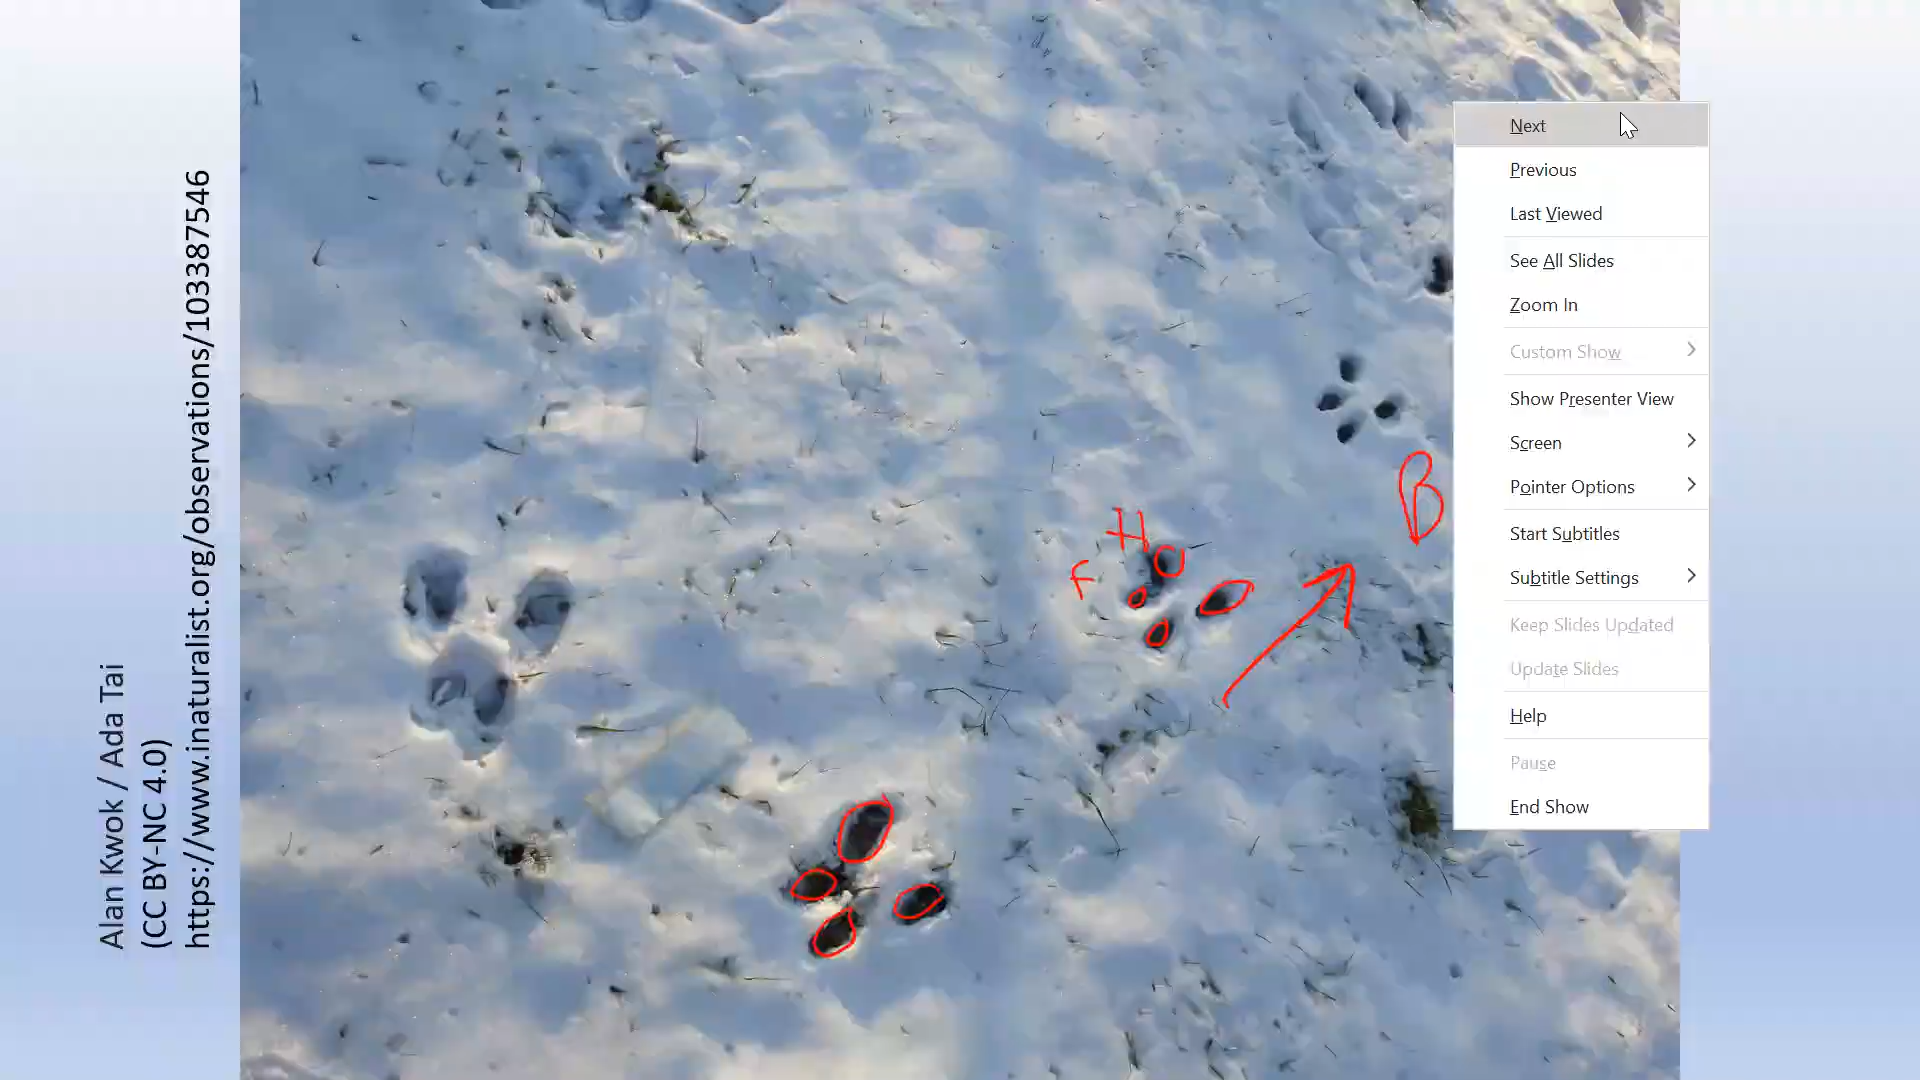 Alan Kwok / Ada Tai
(CC BY-NC 4.0)
https://www.inaturalist.org/observations/103387546
H
F
B
Next
Previous
Last Viewed
See All Slides
Zoom In
Custom Show
Show Presenter View
Screen
Pointer Options
Start Subtitles
Subtitle Settings
Keep Slides Updated
Update Slides
Help
Pause
End Show